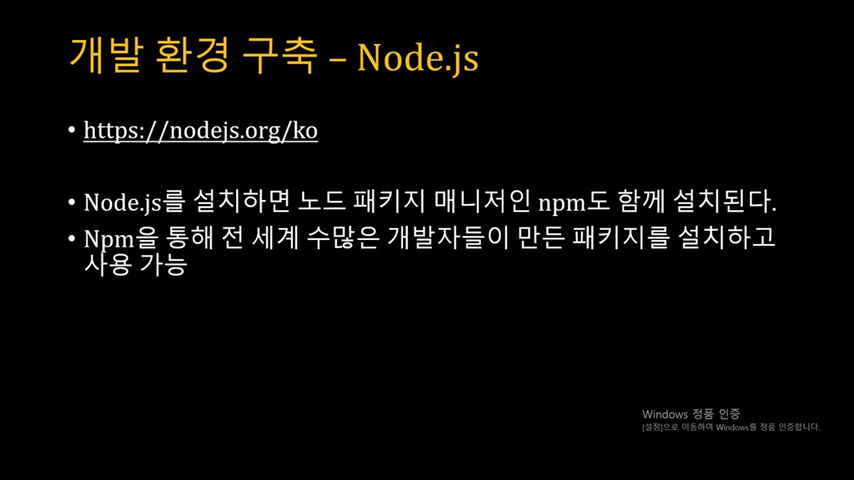 개발 환경 구축 – Node.js
• https://nodejs.org/ko
• Node.js를 설치하면 노드 패키지 매니저인 npm도 함께 설치된다.
• Npm을 통해 전 세계 수많은 개발자들이 만든 패키지를 설치하고
사용 가능
Windows 정품 인증
[설정]으로 이동하여 Windows를 정품 인증합니다.